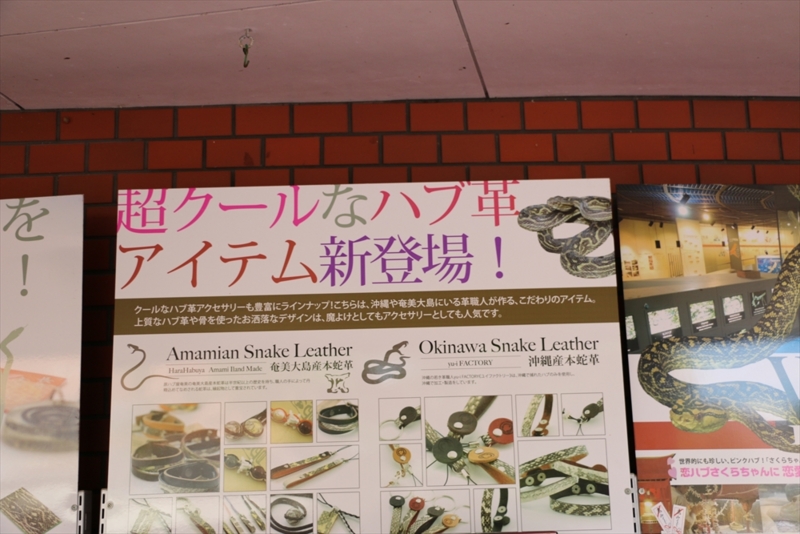 を！
超クールなハブ革
アイテム新登場！
クールなハブ革アクセサリーも豊富にラインナップ！こちらは、沖縄や奄美大島にいる革職人が作る、こだわりのアイテム。
上質なハブ革や骨を使ったお洒落なデザインは、魔よけとしてもアクセサリーとしても人気です。
Amamian Snake Leather
HaraHabuya Amami Hand Made 奄美大島産本蛇革
Okinawa Snake Leather
yu-i FACTORY 沖縄産本蛇革
世界的にも珍しい、ピンクハブ！「さくらちゃ
恋ハブさくらちゃんに 恋愛